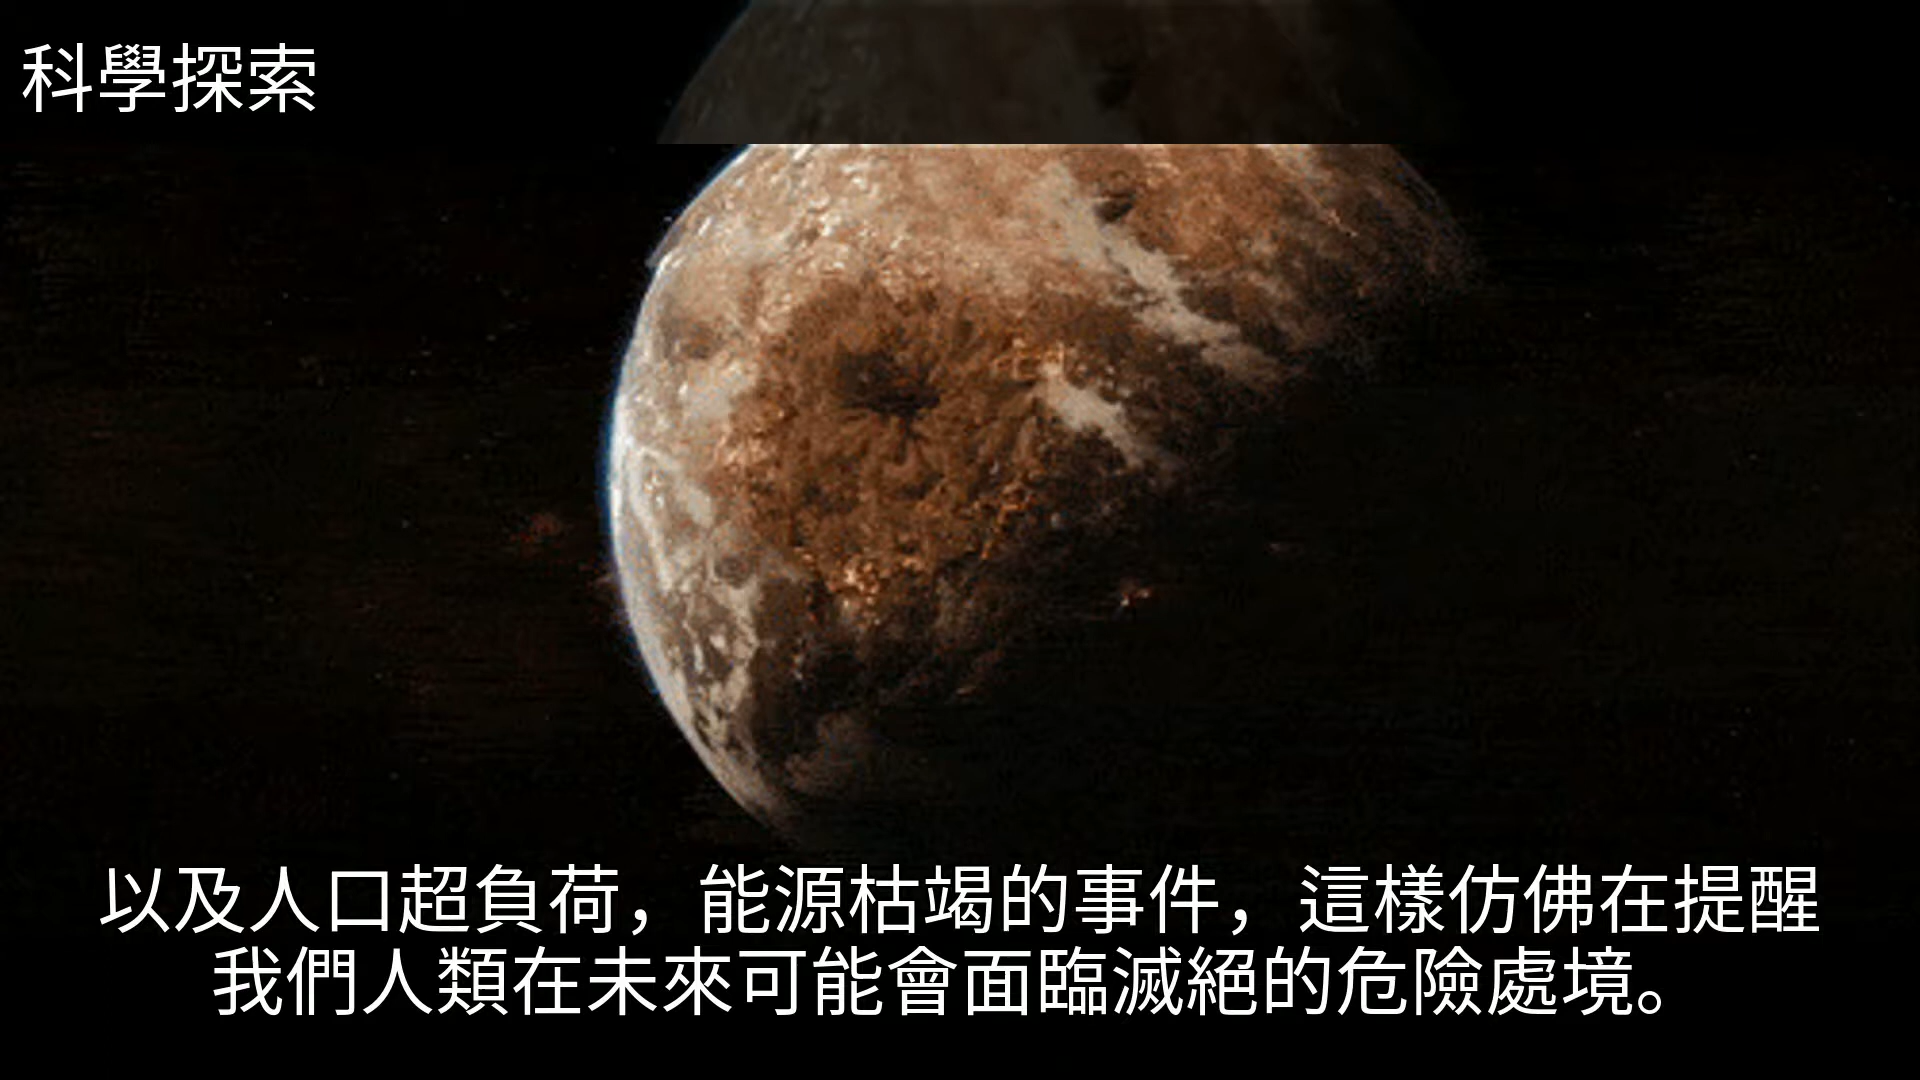 科學探索
以及人口超負荷，能源枯竭的事件，這樣仿佛在提醒
我們人類在未來可能會面臨滅絕的危險處境。